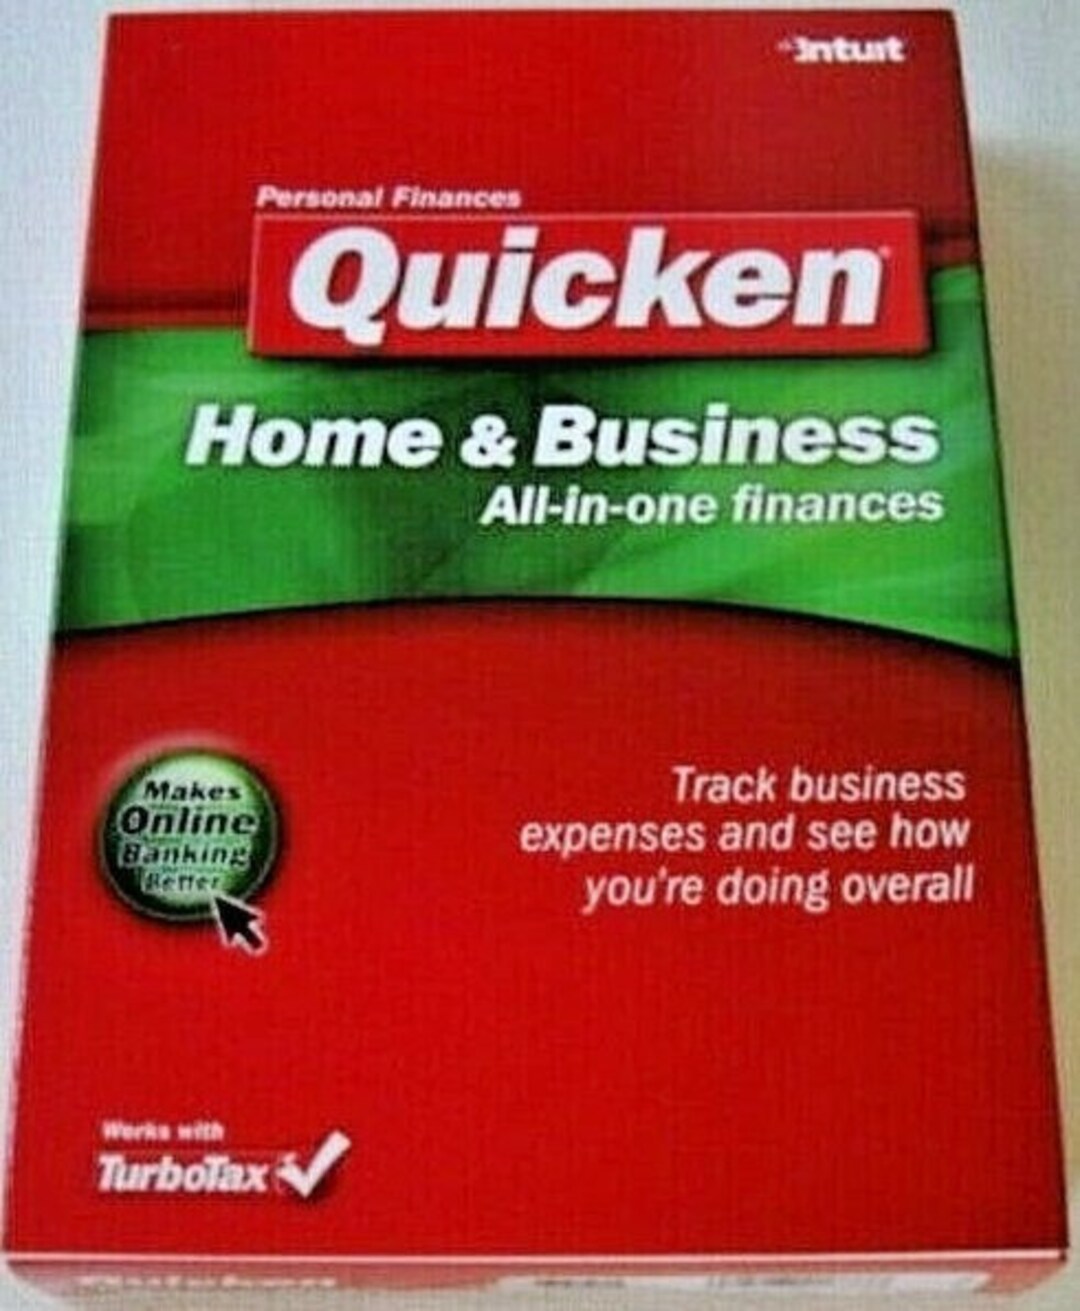 intuit
Personal Finances
Quicken
Home & Business
All-in-one finances
Makes
Online
Banking
Better
Track business
expenses and see how
you're doing overall
Works with
TurboTax